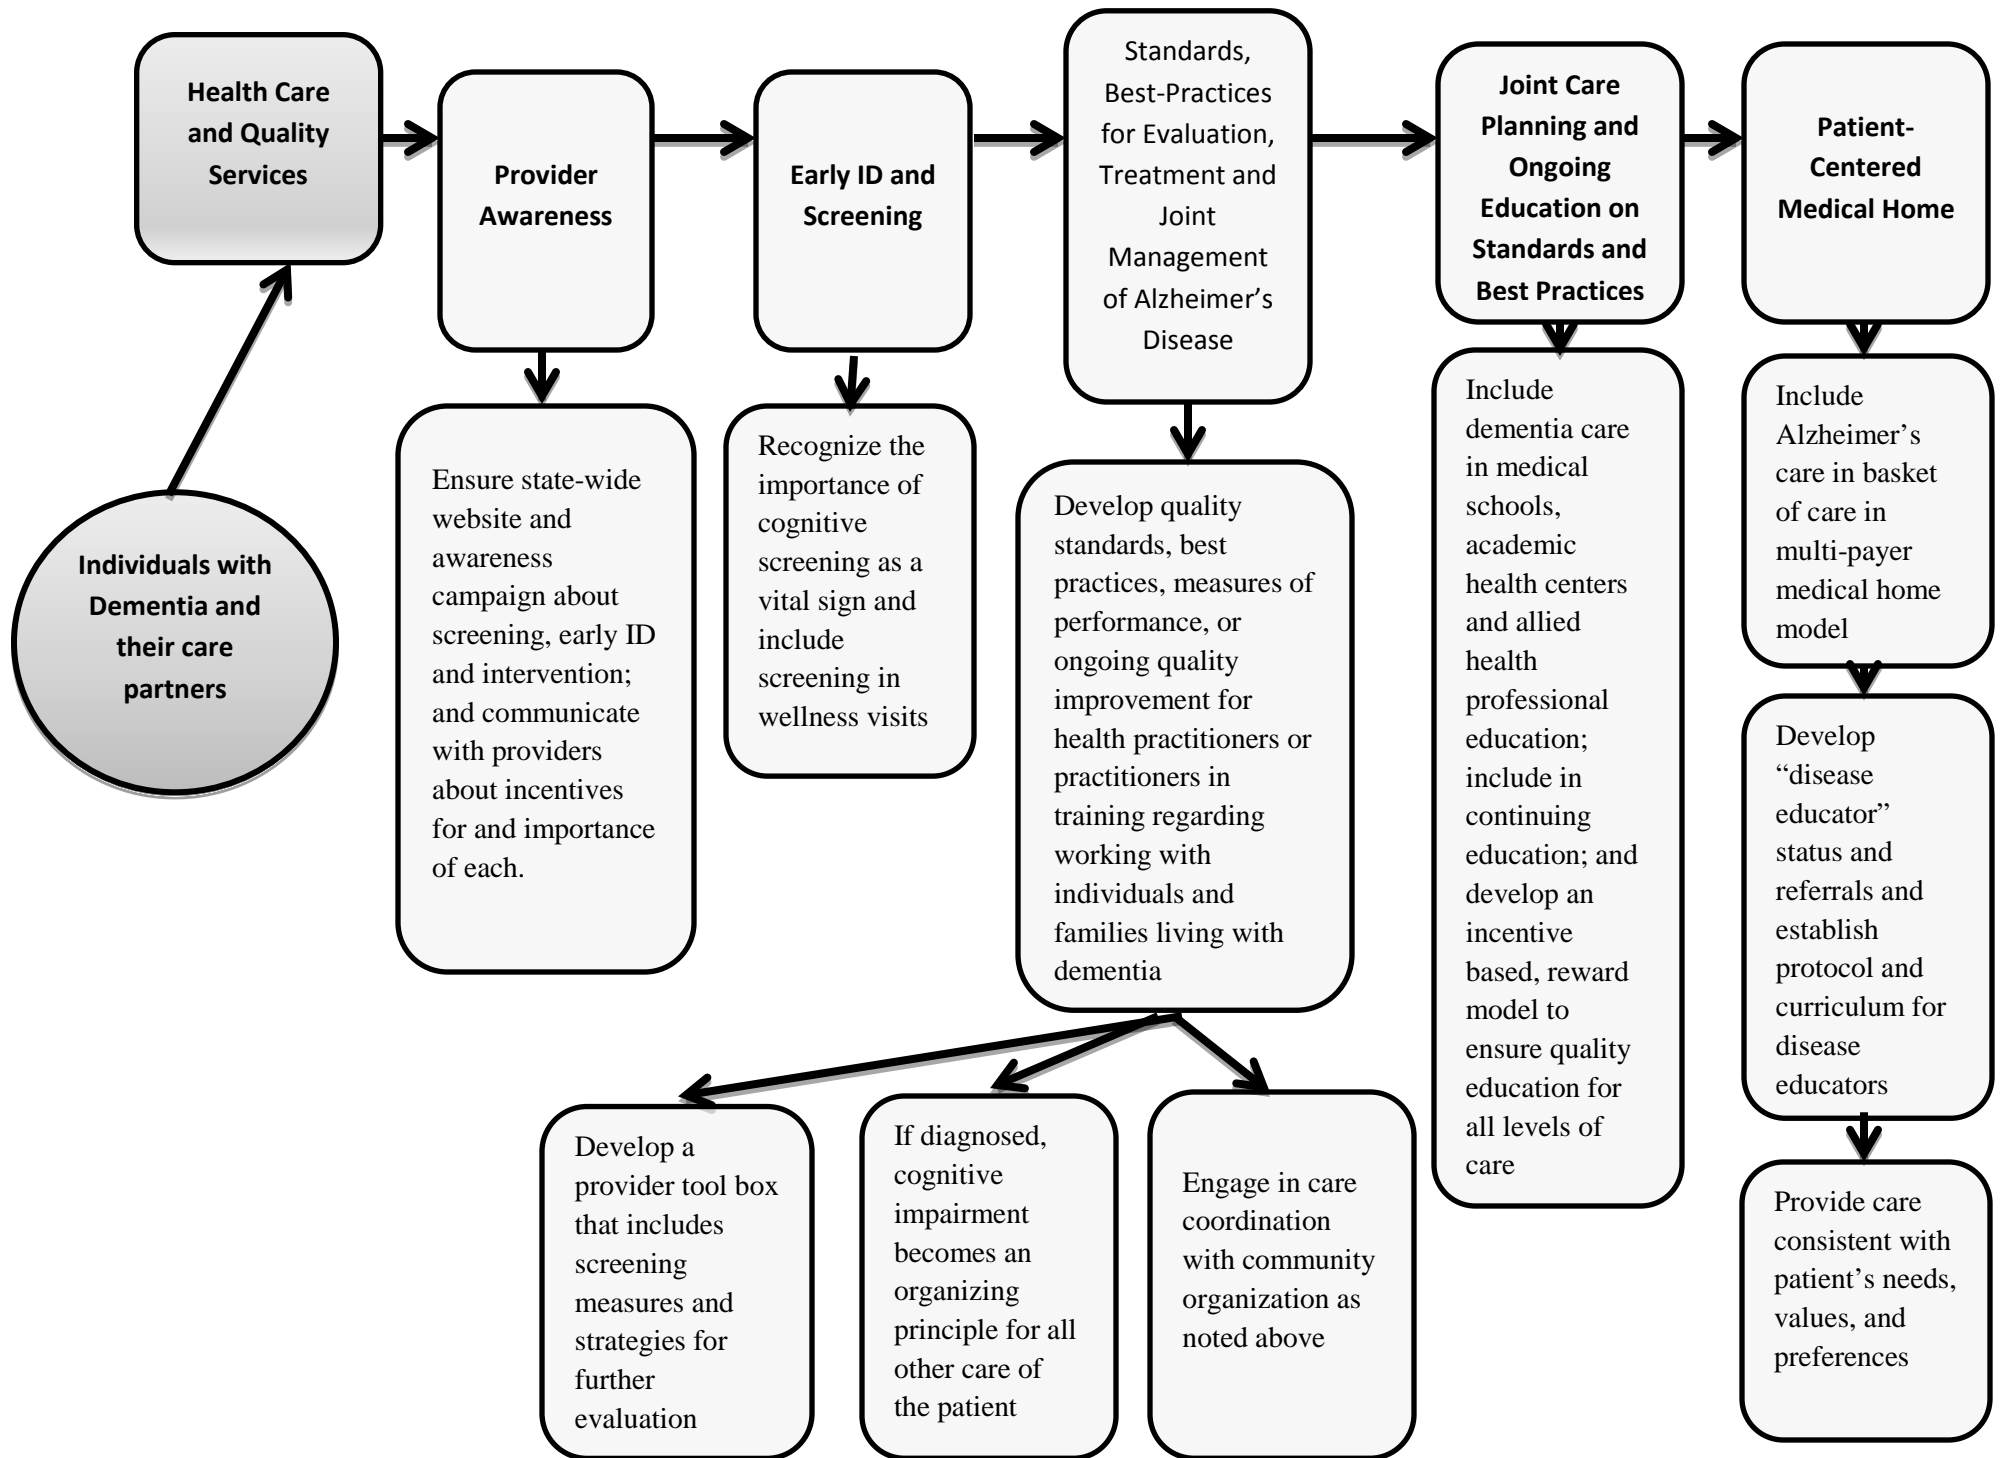 Health Care
and Quality
Services
Provider
Awareness
Early ID and
Screening
Standards,
Best-Practices
for Evaluation,
Treatment and
Joint
Management
of Alzheimer’s
Disease
Joint Care
Planning and
Ongoing
Education on
Standards and
Best Practices
Patient-
Centered
Medical Home
Individuals with
Dementia and
their care
partners
Ensure state-wide
website and
awareness
campaign about
screening, early ID
and intervention;
and communicate
with providers
about incentives
for and importance
of each.
Recognize the
importance of
cognitive
screening as a
vital sign and
include
screening in
wellness visits
Develop quality
standards, best
practices, measures of
performance, or
ongoing quality
improvement for
health practitioners or
practitioners in
training regarding
working with
individuals and
families living with
dementia
Include
dementia care
in medical
schools,
academic
health centers
and allied
health
professional
education;
include in
continuing
education; and
develop an
incentive
based, reward
model to
ensure quality
education for
all levels of
care
Include
Alzheimer’s
care in basket
of care in
multi-payer
medical home
model
Develop
“disease
educator”
status and
referrals and
establish
protocol and
curriculum for
disease
educators
Provide care
consistent with
patient’s needs,
values, and
preferences
Develop a
provider tool box
that includes
screening
measures and
strategies for
further
evaluation
If diagnosed,
cognitive
impairment
becomes an
organizing
principle for all
other care of
the patient
Engage in care
coordination
with community
organization as
noted above